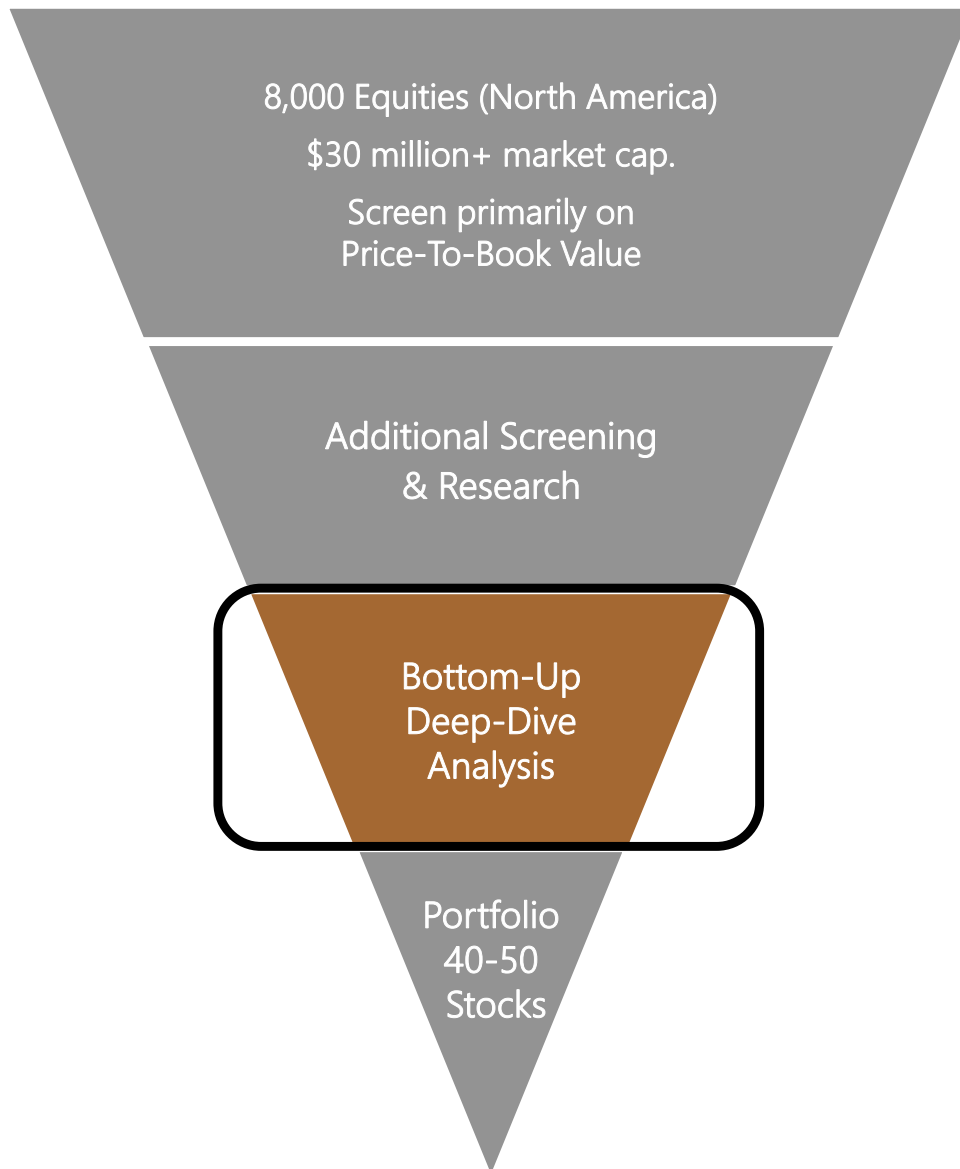 8,000 Equities (North America)
$30 million+ market cap.
Screen primarily on
Price-To-Book Value
Additional Screening
& Research
Bottom-Up
Deep-Dive
Analysis
Portfolio
40-50
Stocks